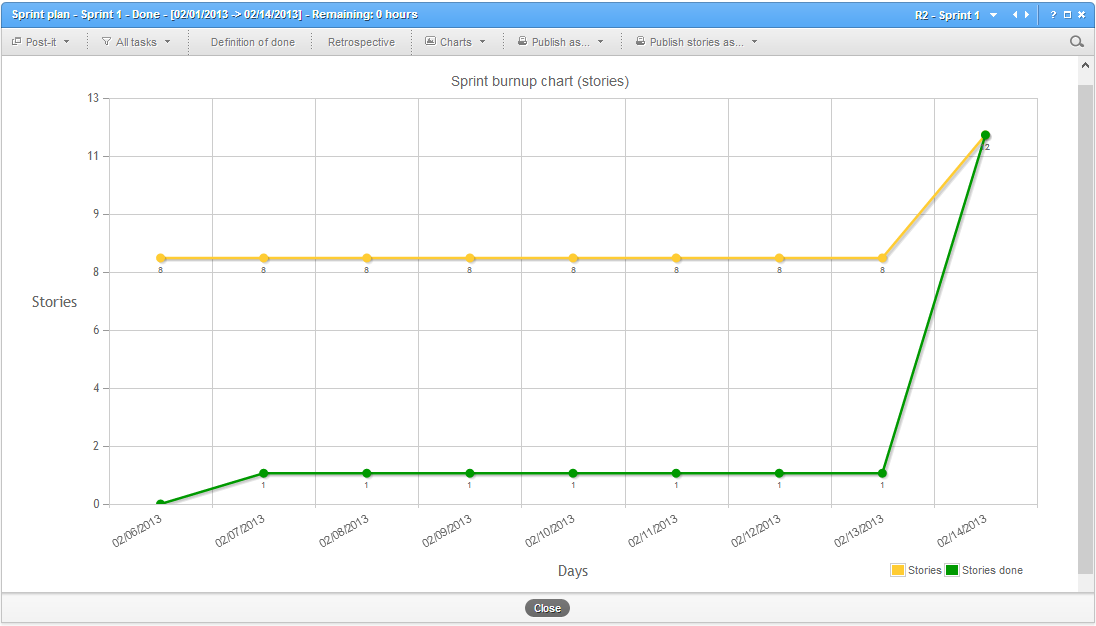 Sprint plan - Sprint 1 - Done - [02/01/2013 -> 02/14/2013] - Remaining: 0 hours R2 - Sprint 1 ?
Post-it All tasks Definition of done Retrospective Charts Publish as... Publish stories as...
Sprint burnup chart (stories)
13
11
12
9
8
8 8 8 8 8 8 8 8
Stories
6
4
2
1 1 1 1 1 1 1
0
02/06/2013 02/07/2013 02/08/2013 02/09/2013 02/10/2013 02/11/2013 02/12/2013 02/13/2013 02/14/2013
Days
Stories Stories done
Close